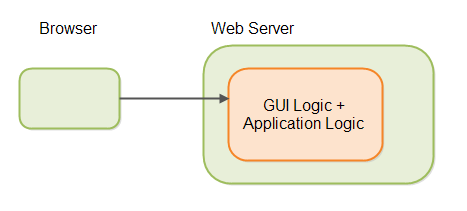 Browser
Web Server
GUI Logic +
Application Logic